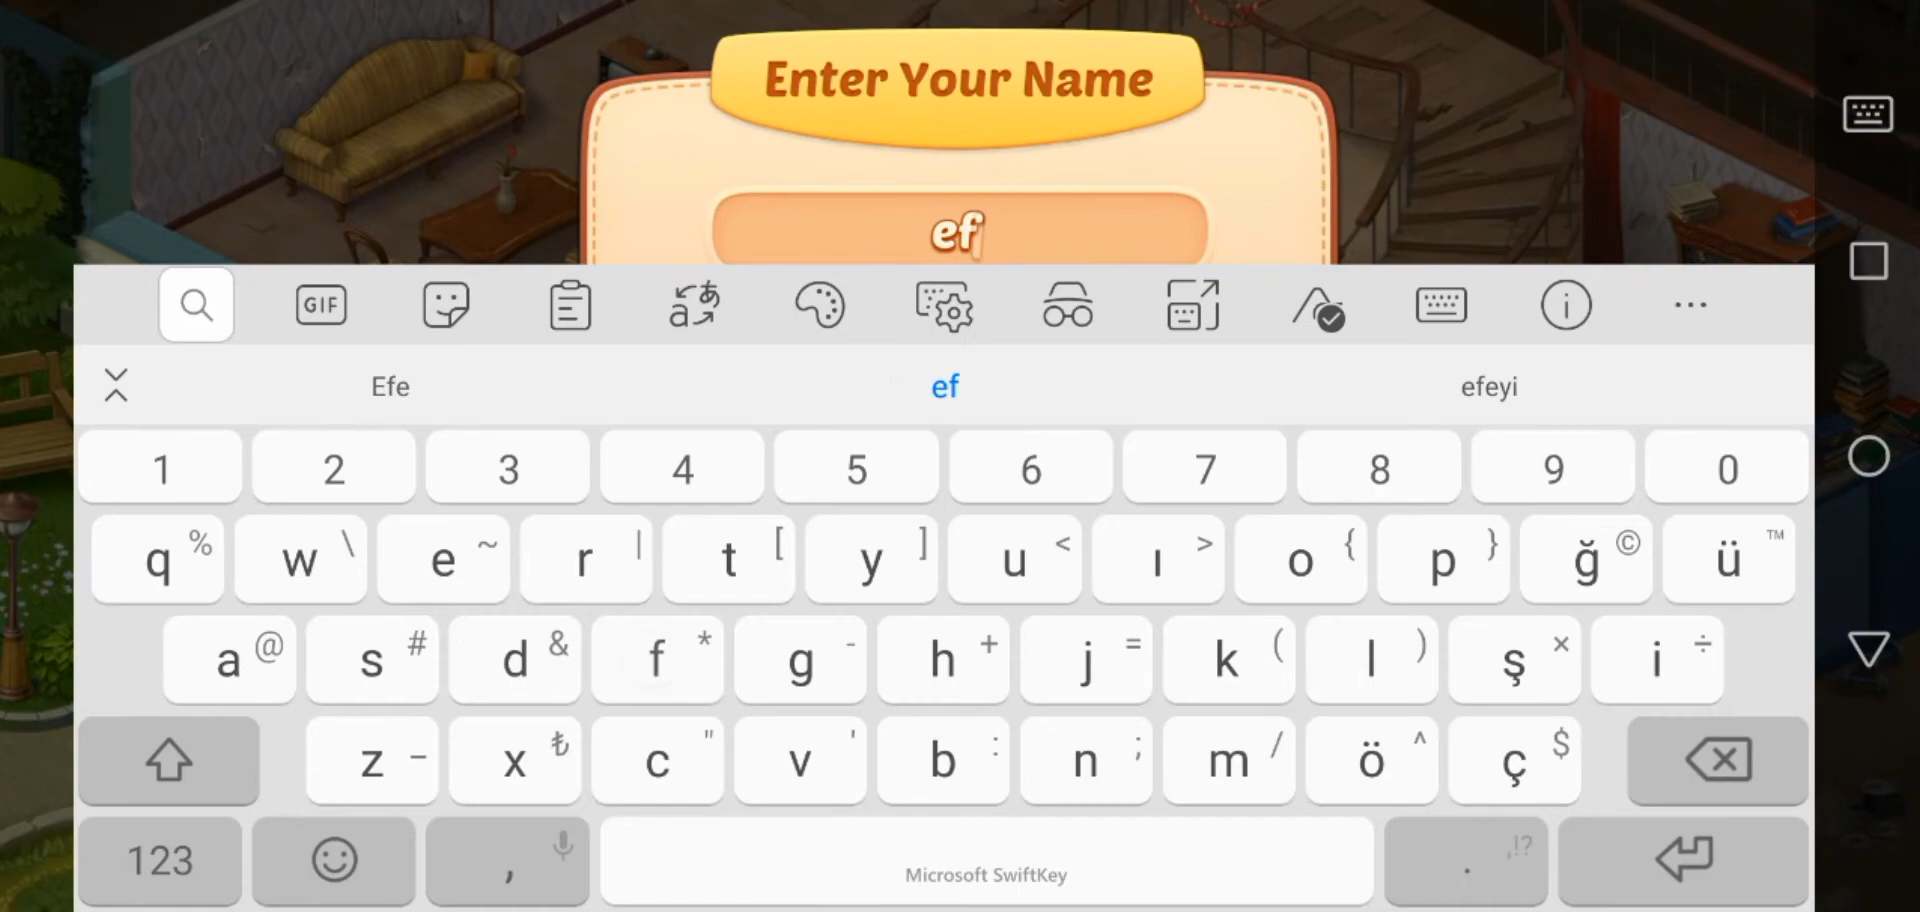 Enter Your Name
ef
GIF
Efe ef efeyi
1 2 3 4 5 6 7 8 9 0
q % w \ e ~ r | t [ y ] u < ı > o { p } ğ © ü ™
a @ s # d & f * g - h + j = k ( l ) ş × i ÷
z – x ₺ c " v ' b : n ; m / ö ^ ç $
123 , Microsoft SwiftKey . ,!?